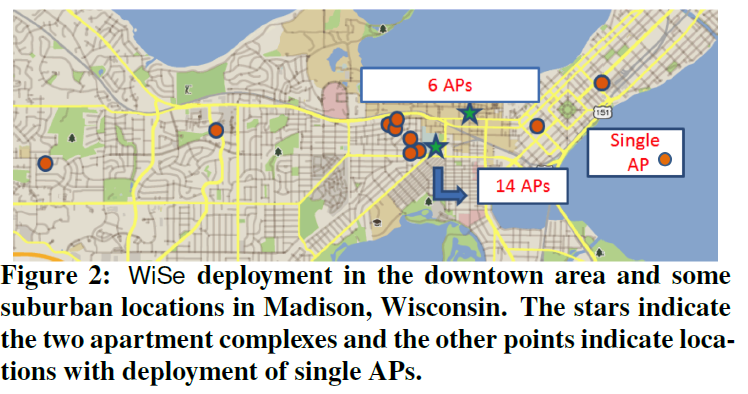 6 APs
151
Single
AP
14 APs
Figure 2: WiSe deployment in the downtown area and some
suburban locations in Madison, Wisconsin. The stars indicate
the two apartment complexes and the other points indicate loca-
tions with deployment of single APs.